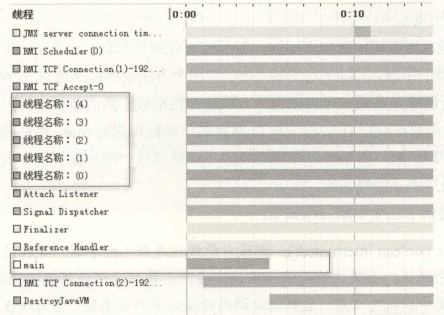 线程 0:00 0:10
JMX server connection tim...
RMI Scheduler(0)
RMI TCP Connection(1)-192...
RMI TCP Accept-0
线程名称：(4)
线程名称：(3)
线程名称：(2)
线程名称：(1)
线程名称：(0)
Attach Listener
Signal Dispatcher
Finalizer
Reference Handler
main
RMI TCP Connection(2)-192...
DestroyJavaVM